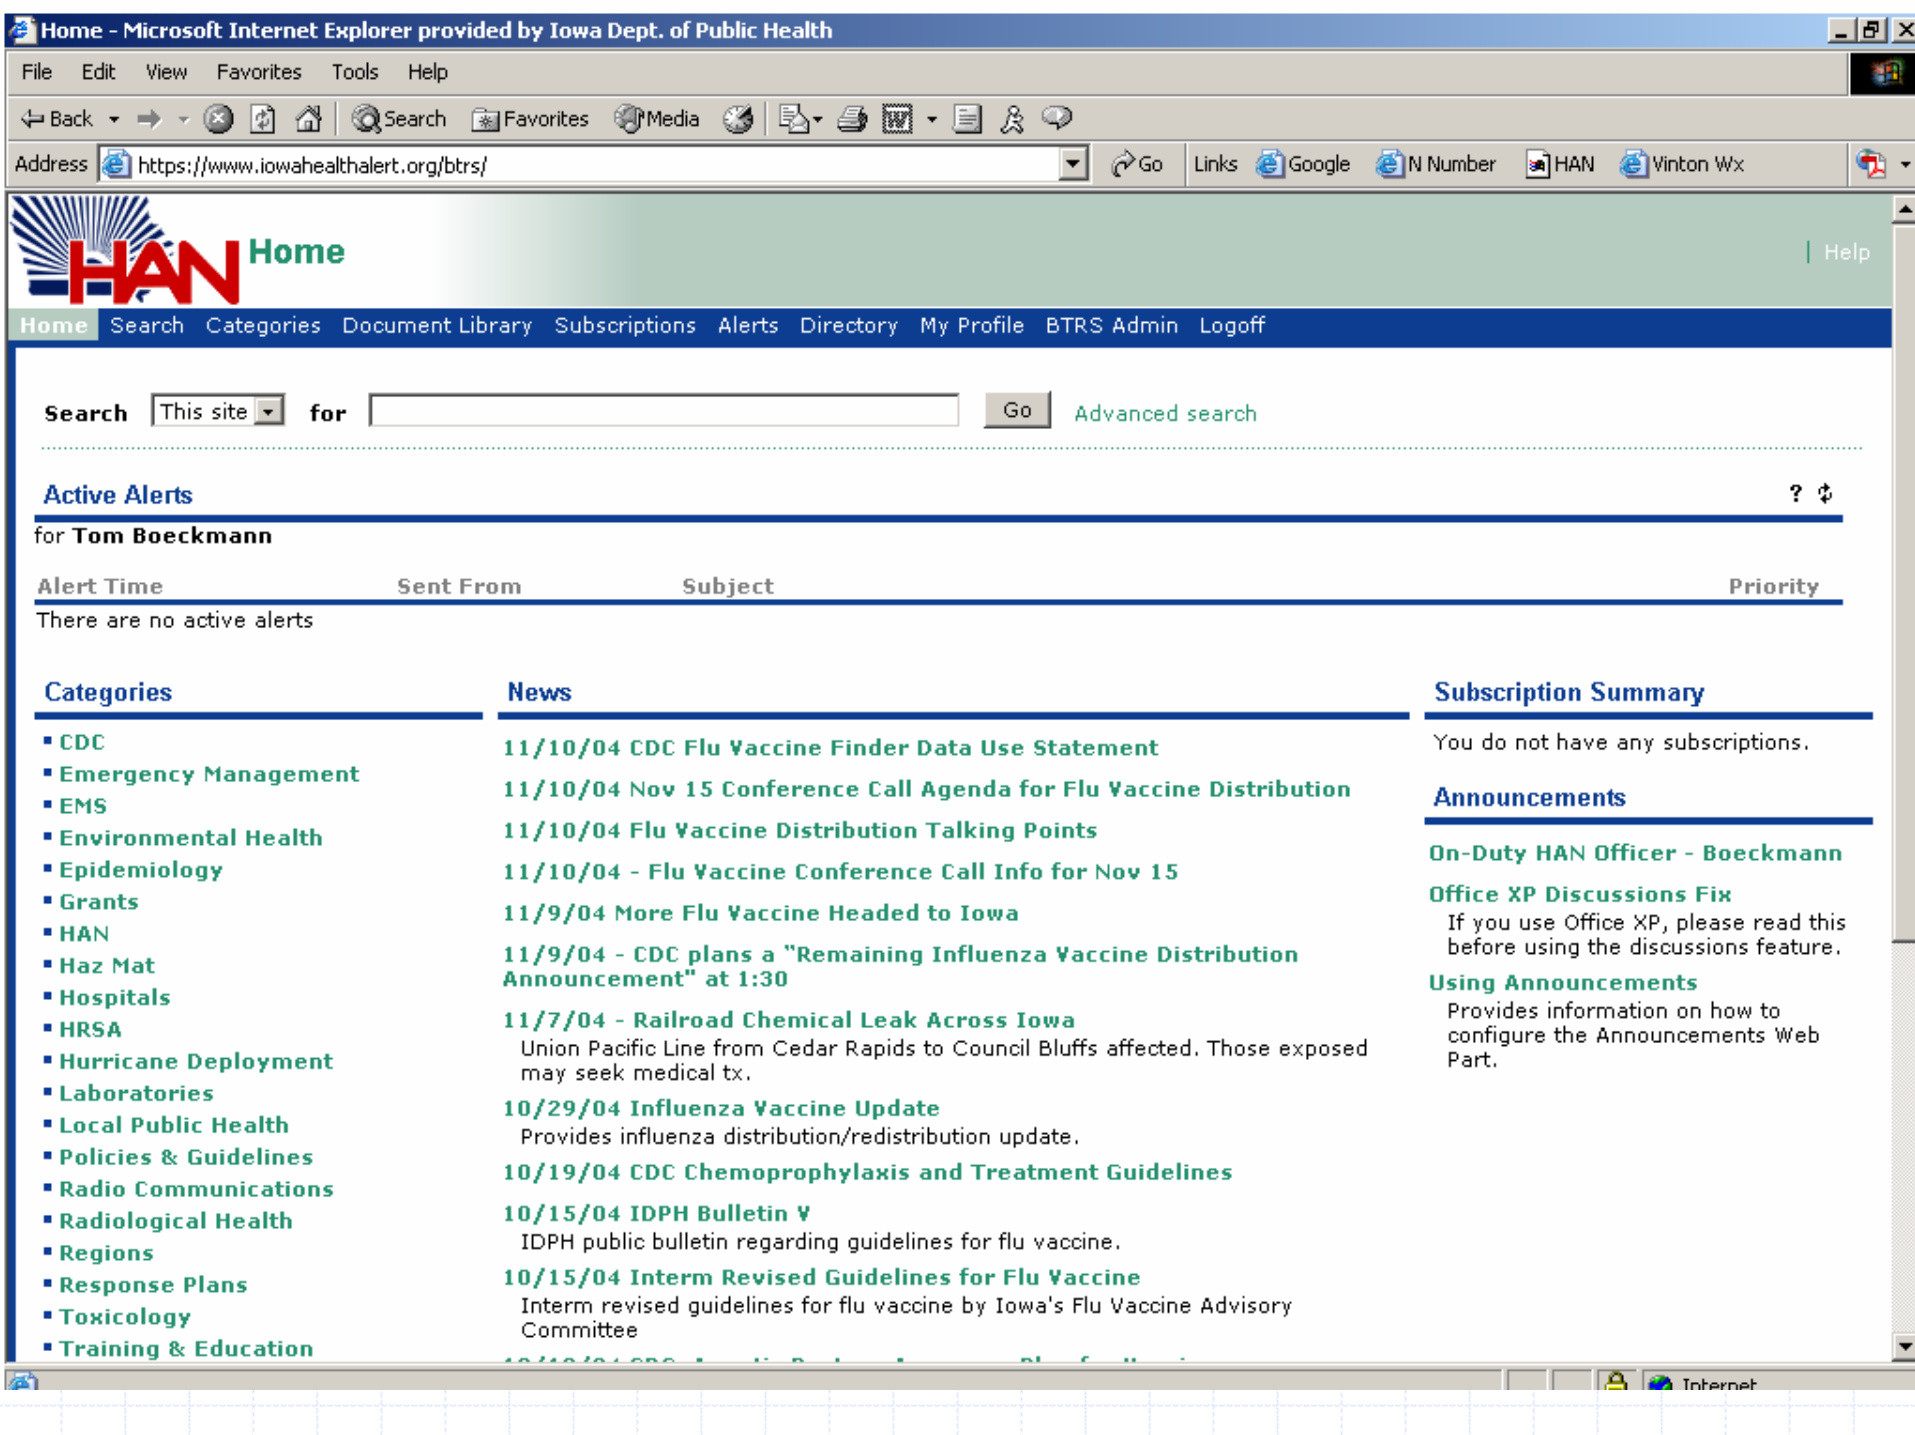 Home - Microsoft Internet Explorer provided by Iowa Dept. of Public Health
File Edit View Favorites Tools Help
Back Search Favorites Media
Address https://www.iowahealthalert.org/btrs/ Go Links Google N Number HAN Vinton Wx
HAN Home | Help
Home Search Categories Document Library Subscriptions Alerts Directory My Profile BTRS Admin Logoff
Search This site for Go Advanced search
Active Alerts ?
for Tom Boeckmann
Alert Time Sent From Subject Priority
There are no active alerts
Categories
CDC
Emergency Management
EMS
Environmental Health
Epidemiology
Grants
HAN
Haz Mat
Hospitals
HRSA
Hurricane Deployment
Laboratories
Local Public Health
Policies & Guidelines
Radio Communications
Radiological Health
Regions
Response Plans
Toxicology
Training & Education
News
11/10/04 CDC Flu Vaccine Finder Data Use Statement
11/10/04 Nov 15 Conference Call Agenda for Flu Vaccine Distribution
11/10/04 Flu Vaccine Distribution Talking Points
11/10/04 - Flu Vaccine Conference Call Info for Nov 15
11/9/04 More Flu Vaccine Headed to Iowa
11/9/04 - CDC plans a "Remaining Influenza Vaccine Distribution
Announcement" at 1:30
11/7/04 - Railroad Chemical Leak Across Iowa
Union Pacific Line from Cedar Rapids to Council Bluffs affected. Those exposed
may seek medical tx.
10/29/04 Influenza Vaccine Update
Provides influenza distribution/redistribution update.
10/19/04 CDC Chemoprophylaxis and Treatment Guidelines
10/15/04 IDPH Bulletin V
IDPH public bulletin regarding guidelines for flu vaccine.
10/15/04 Interm Revised Guidelines for Flu Vaccine
Interm revised guidelines for flu vaccine by Iowa's Flu Vaccine Advisory
Committee
Subscription Summary
You do not have any subscriptions.
Announcements
On-Duty HAN Officer - Boeckmann
Office XP Discussions Fix
If you use Office XP, please read this
before using the discussions feature.
Using Announcements
Provides information on how to
configure the Announcements Web
Part.
Internet